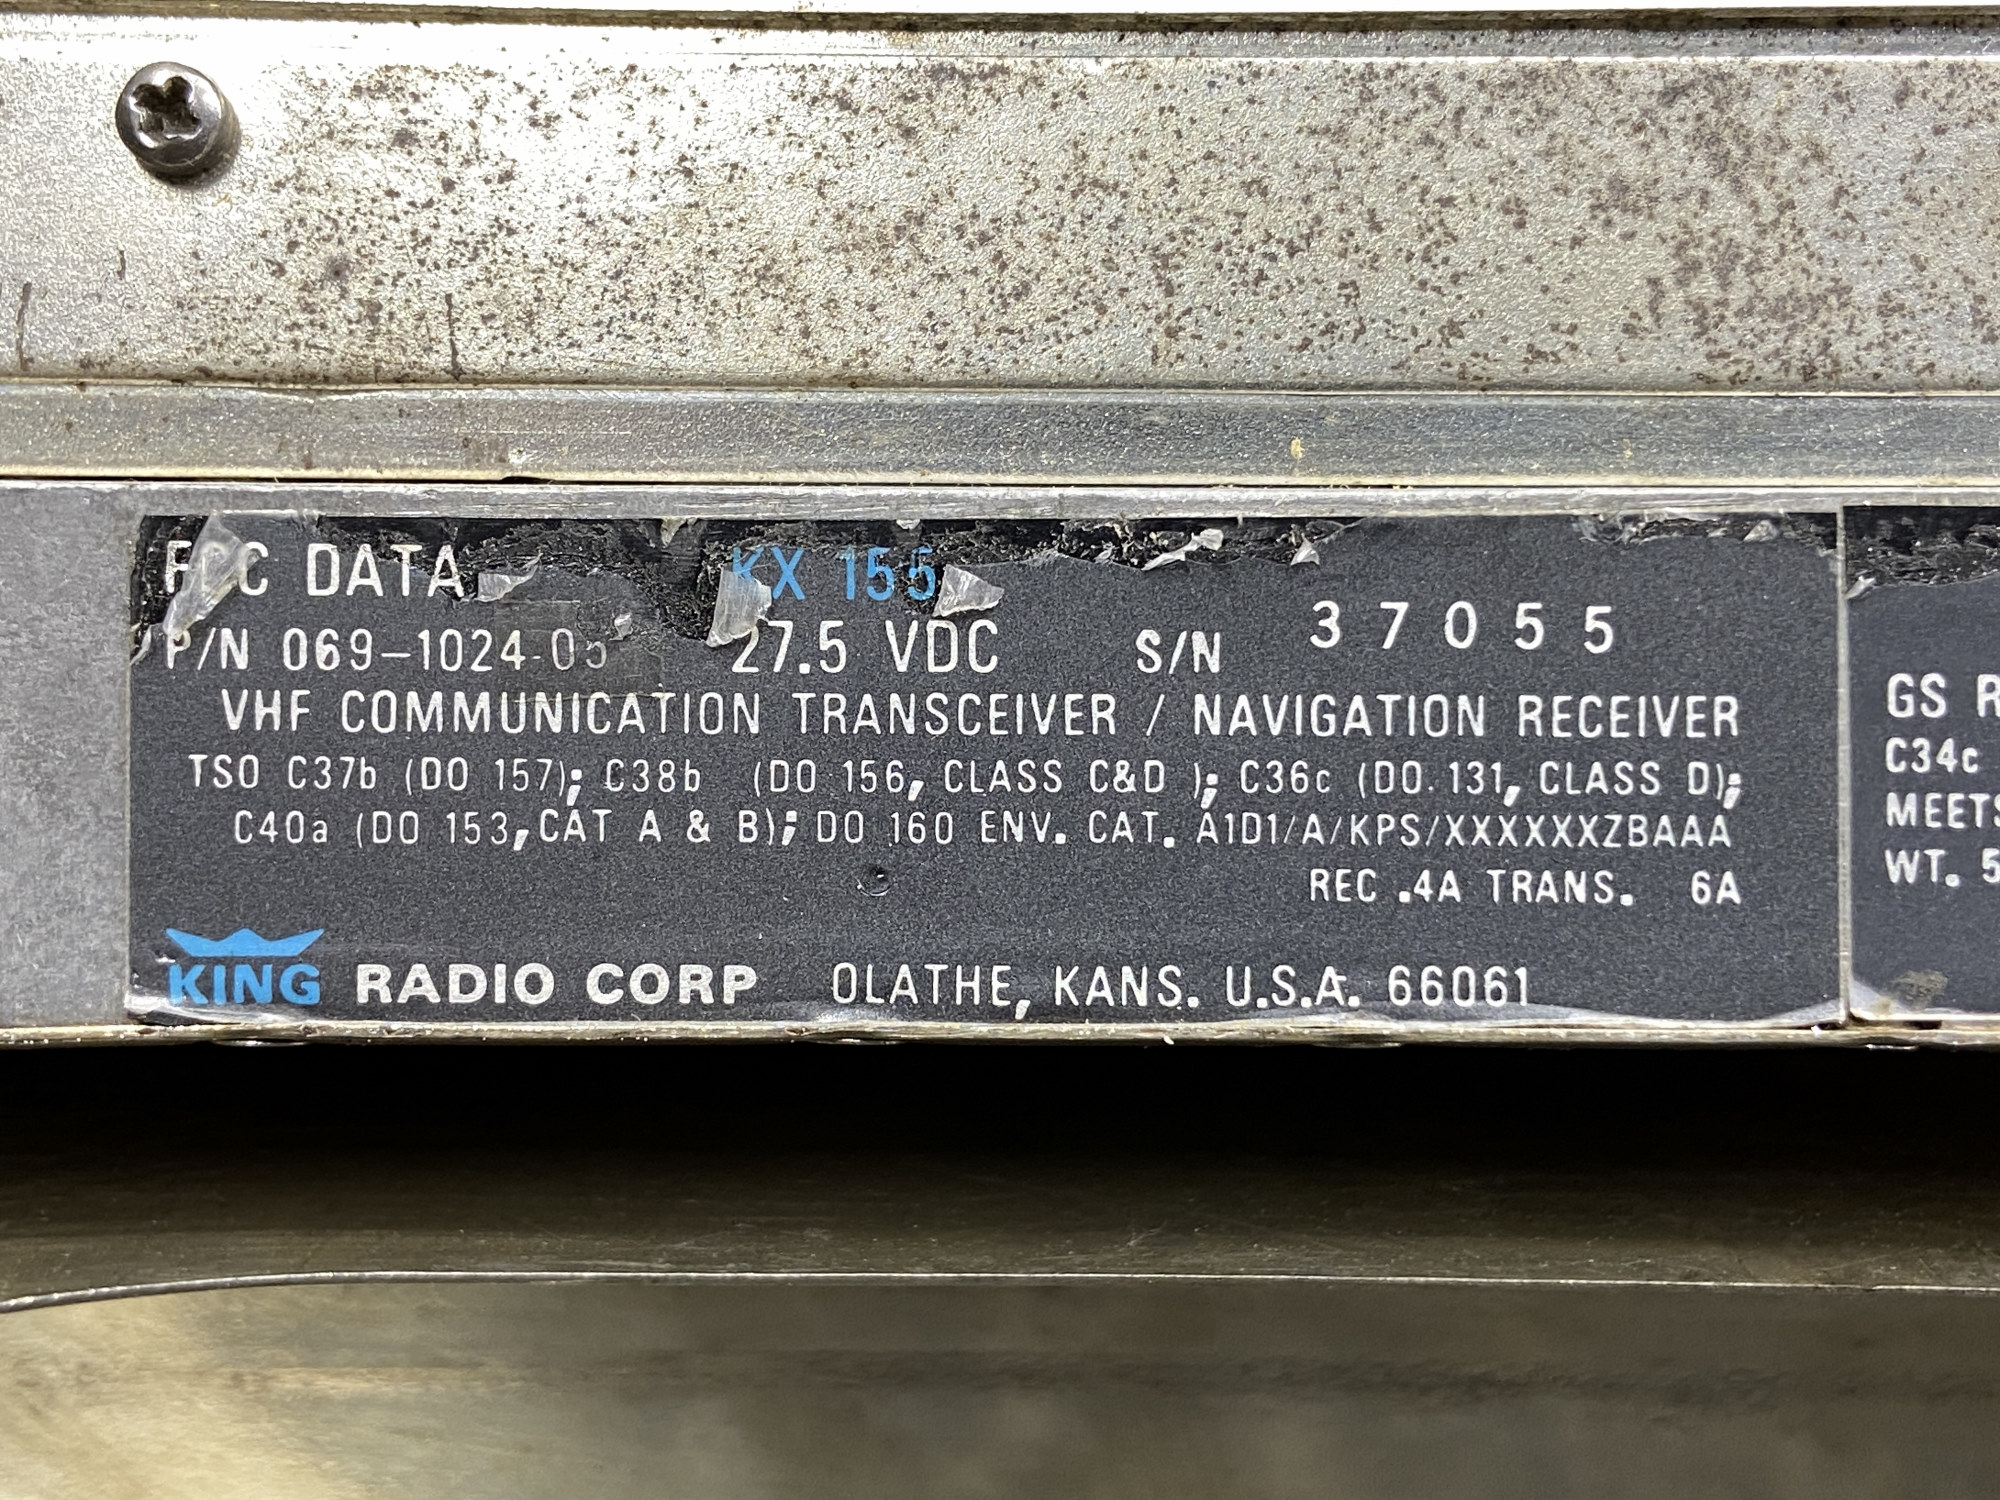 DATA KX 155
P/N 069-1024- 27.5 VDC S/N 37055
VHF COMMUNICATION TRANSCEIVER / NAVIGATION RECEIVER
TSO C37b (DO 157); C38b (DO 156, CLASS C&D ); C36c (DO 131, CLASS D);
C40a (DO 153, CAT A & B); DO 160 ENV. CAT. A1D1/A/KPS/XXXXXXZBAAA
REC .4A TRANS. 6A
KING RADIO CORP OLATHE, KANS. U.S.A. 66061
GS
C34c
MEETS
WT.